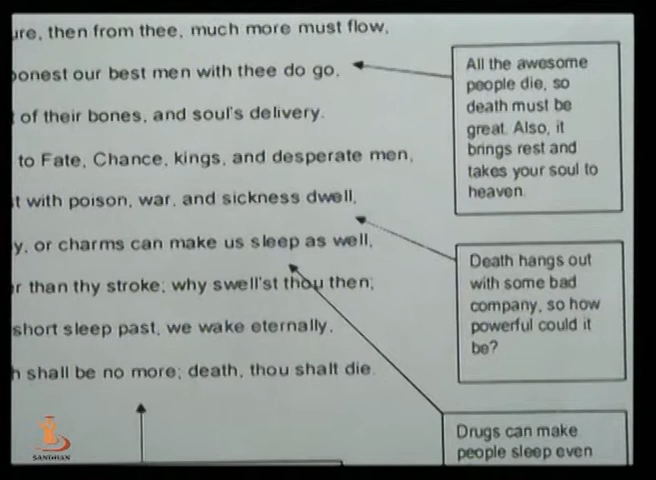 ure, then from thee, much more must flow,
onest our best men with thee do go,
of their bones, and soul's delivery.
to Fate, Chance, kings, and desperate men,
t with poison, war, and sickness dwell,
y, or charms can make us sleep as well,
r than thy stroke; why swell'st thou then;
short sleep past, we wake eternally,
h shall be no more; death, thou shalt die.
All the awesome
people die, so
death must be
great. Also, it
brings rest and
takes your soul to
heaven.
Death hangs out
with some bad
company, so how
powerful could it
be?
Drugs can make
people sleep even
SANDHAN